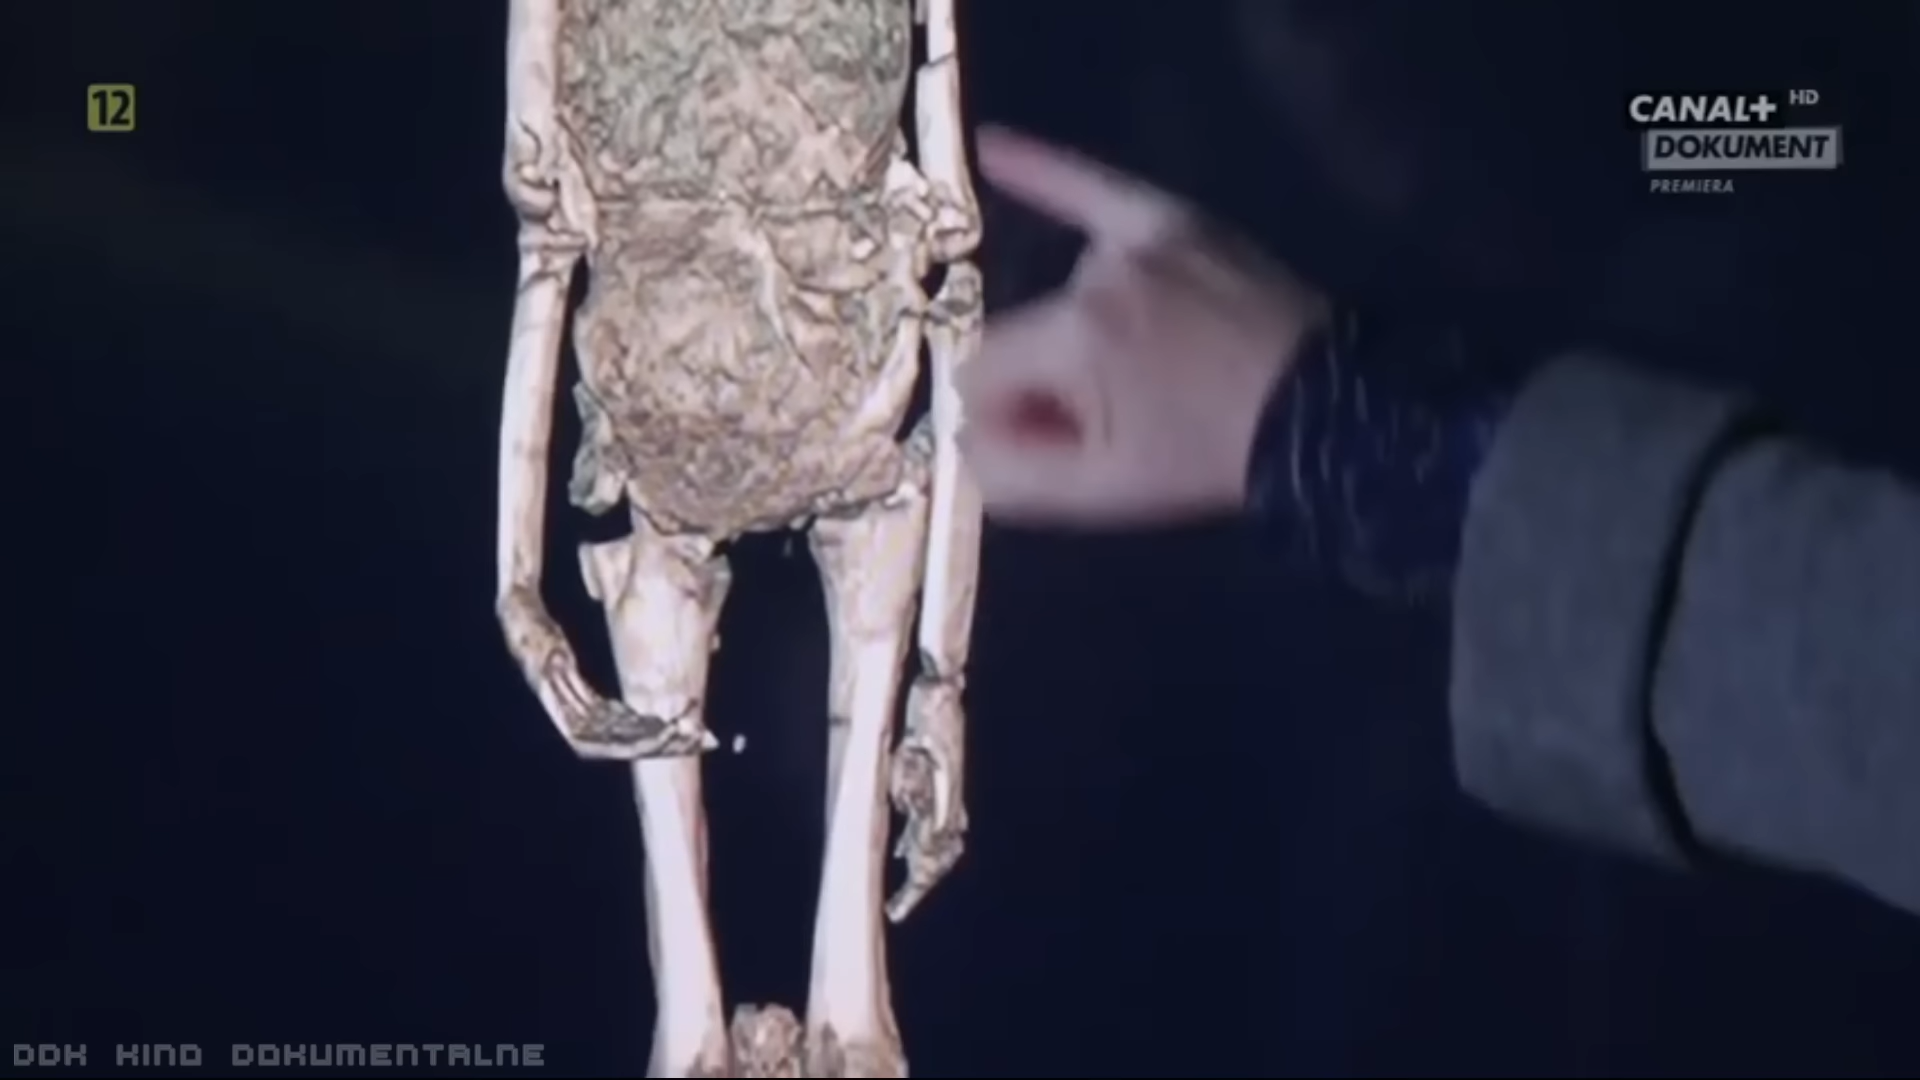 12
CANAL+ HD
DOKUMENT
PREMIERA
DDK KINO DOKUMENTALNE